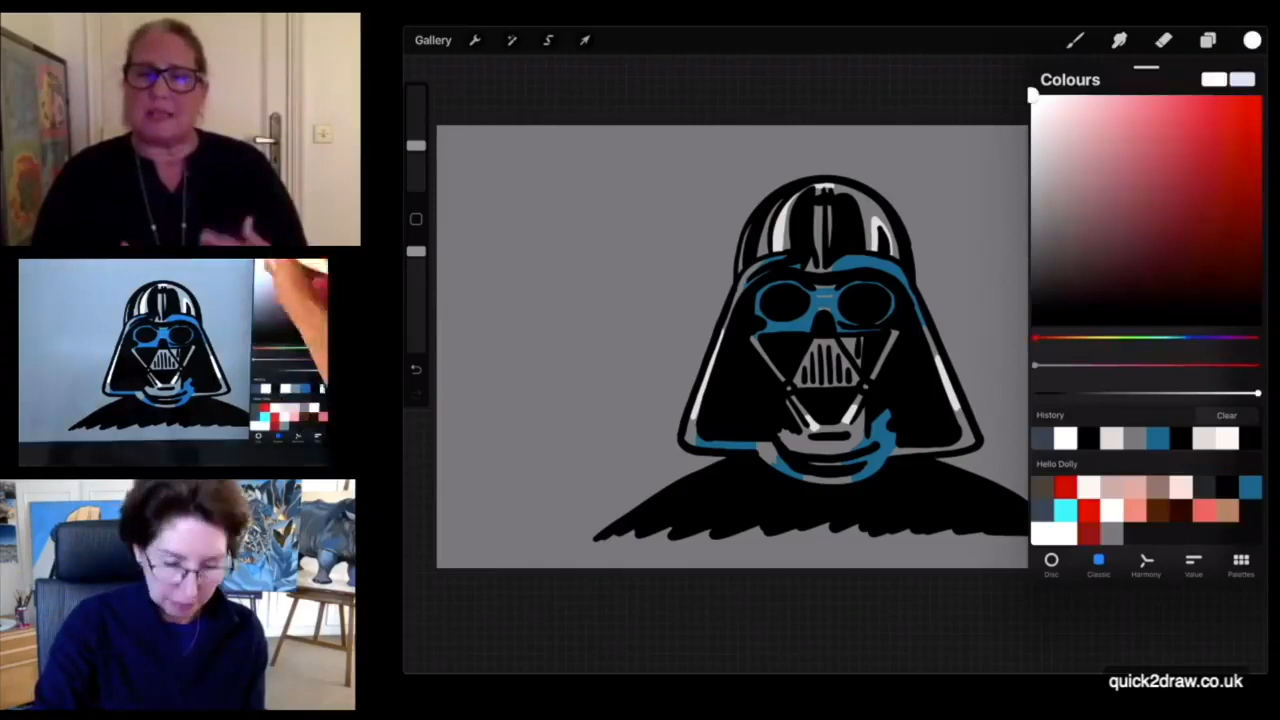 Gallery
Colours
History
Clear
Hello Dolly
Disc
Classic
Harmony
Value
Palettes
quick2draw.co.uk